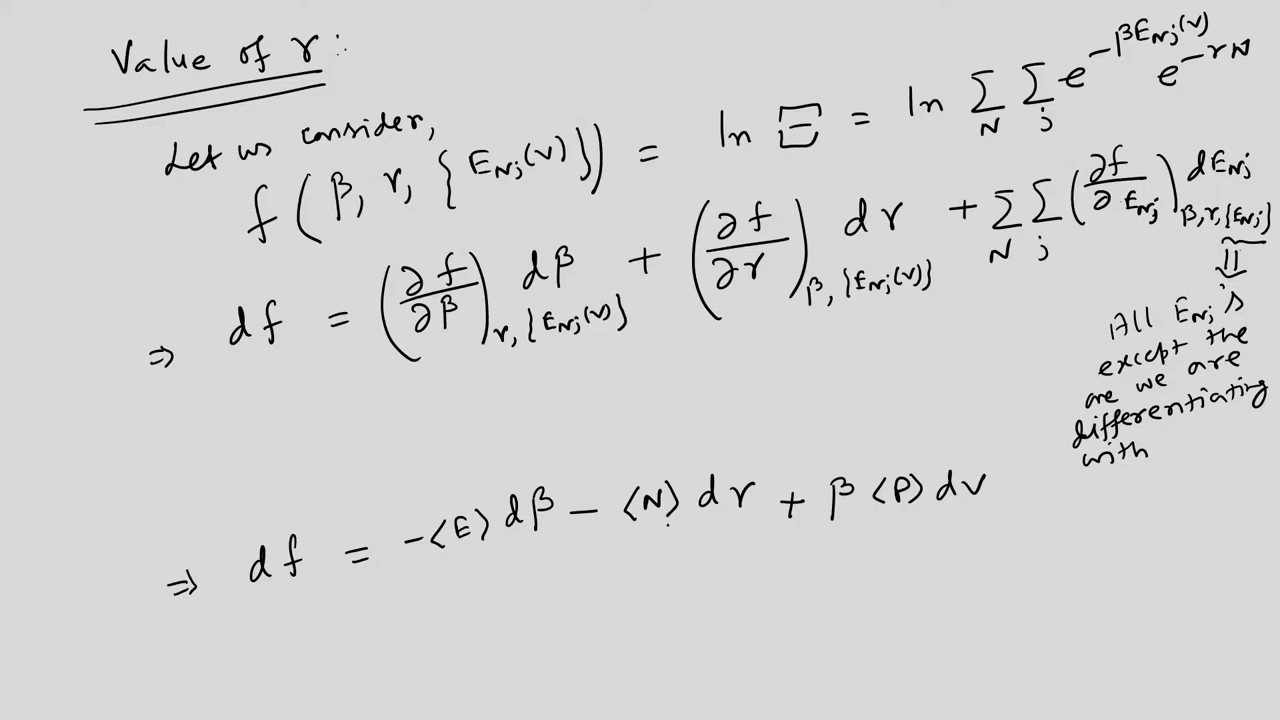 Value of γ :
Let us consider,
f (β, γ, {E_Nj(V)}) = ln Ξ = ln Σ_N Σ_j e^{-βE_Nj(V)} e^{-γN}
⇒ df = (∂f/∂β)_{γ, {E_Nj(V)}} dβ + (∂f/∂γ)_{β, {E_Nj(V)}} dγ + Σ_N Σ_j (∂f/∂E_Nj)_{β, γ, {E_Nj}} dE_Nj
⇓
All E_Nj's
except the
one we are
differentiating
with
⇒ df = -⟨E⟩ dβ - ⟨N⟩ dγ + β ⟨P⟩ dV